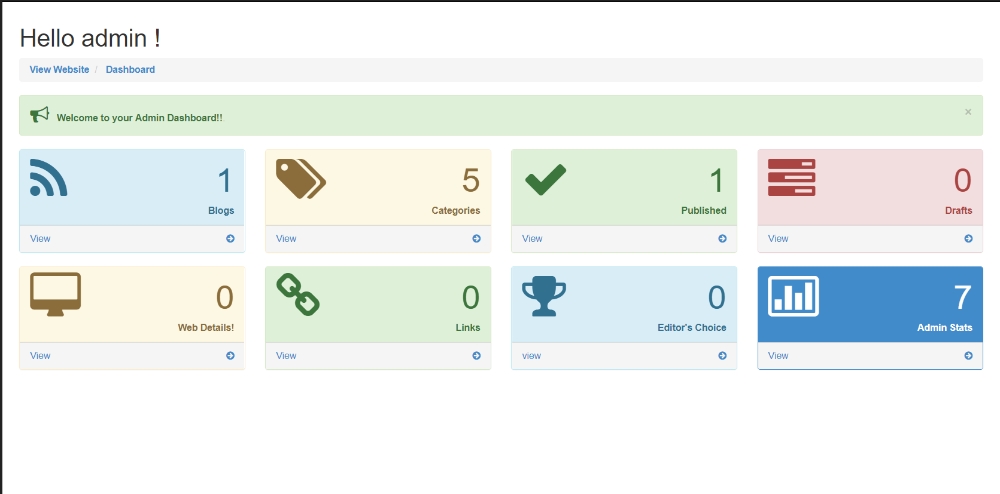 Hello admin !
View Website / Dashboard
Welcome to your Admin Dashboard!!.
×
1
Blogs
View
5
Categories
View
1
Published
View
0
Drafts
View
0
Web Details!
View
0
Links
View
0
Editor's Choice
view
7
Admin Stats
View